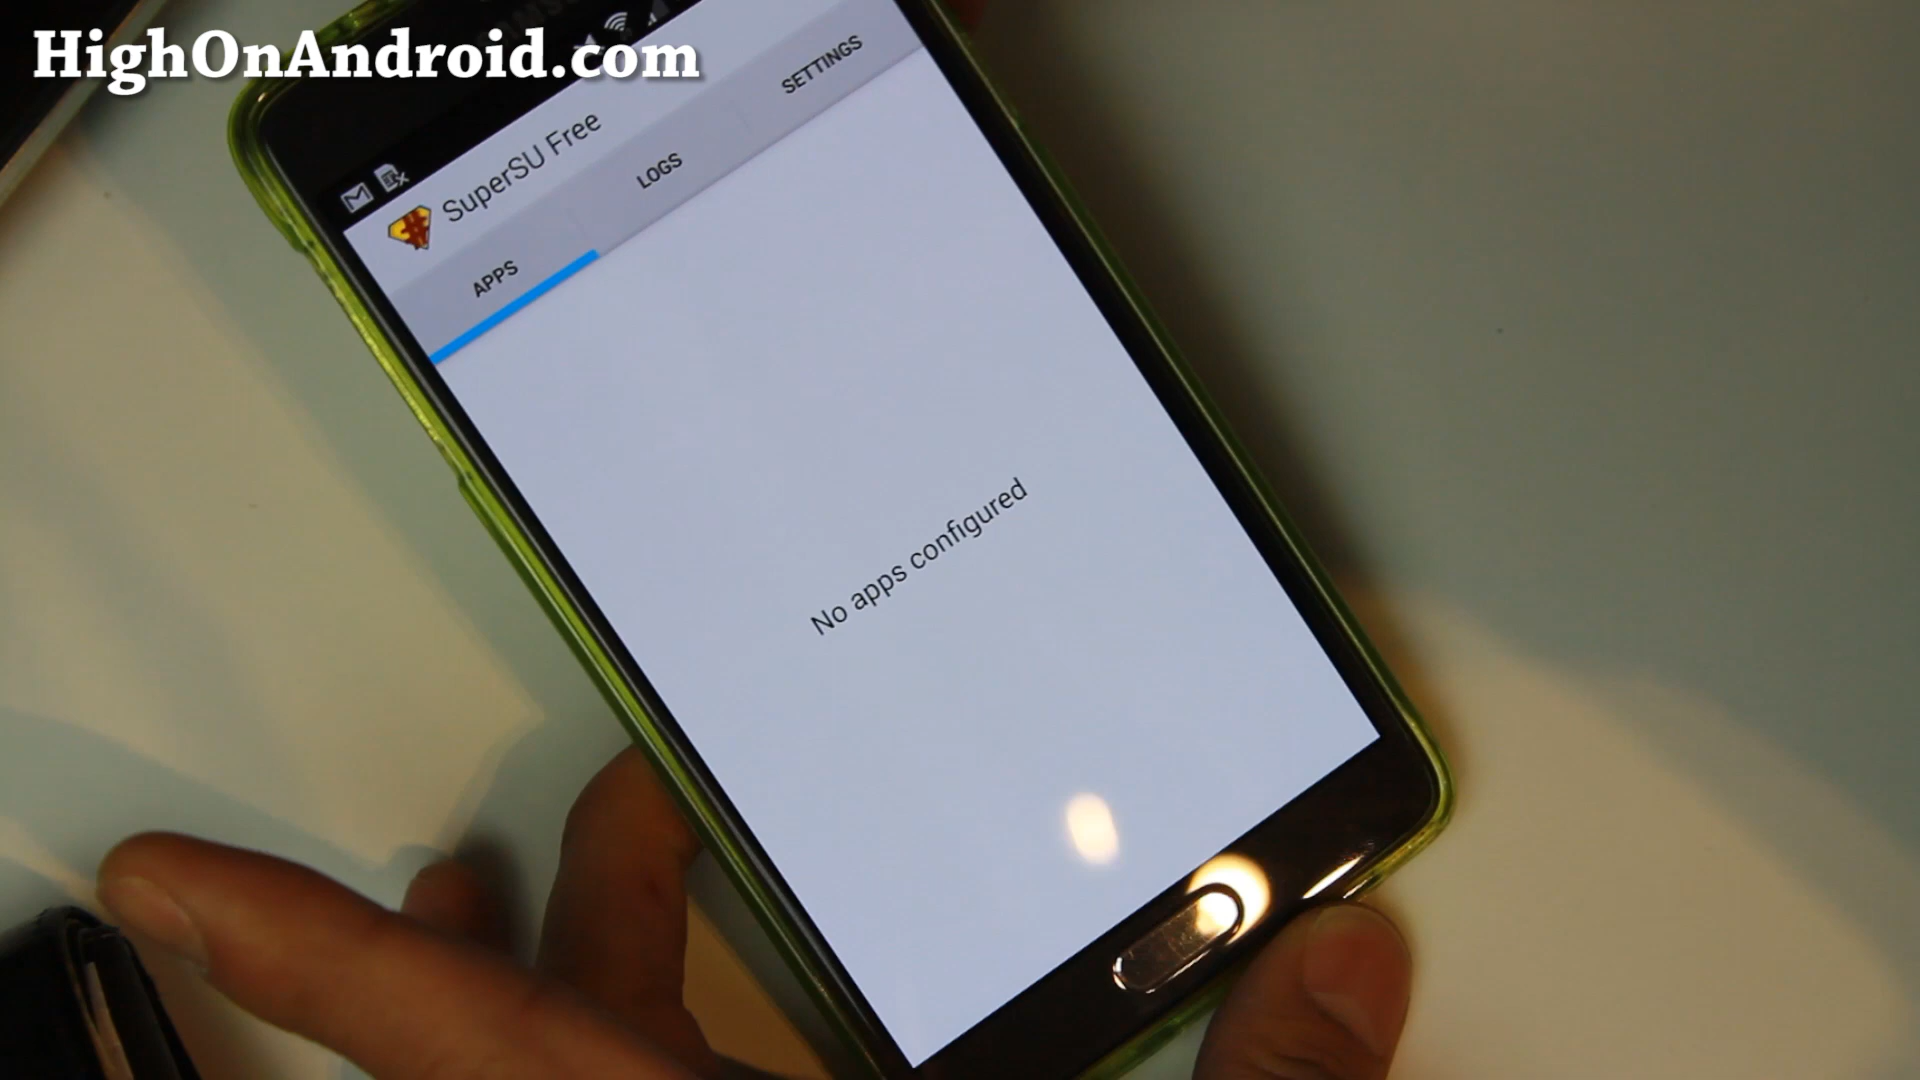 HighOnAndroid.com
SuperSU Free
APPS
LOGS
SETTINGS
No apps configured